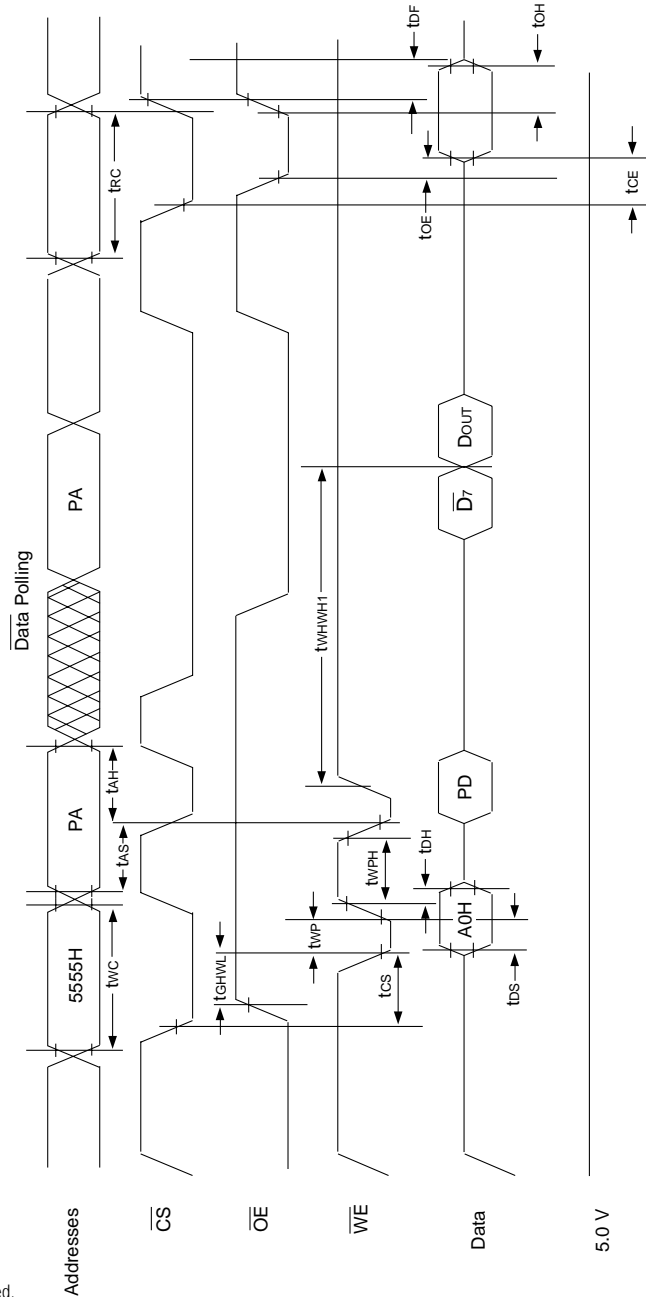 Data Polling
Addresses
5555H
PA
PA
tWC
tAS
tAH
tRC
CS
OE
tGHWL
WE
tCS
tWP
tWPH
tWHWH1
tDH
tDS
Data
A0H
PD
D7
DOUT
tOE
tCE
tDF
tOH
5.0 V
ed.